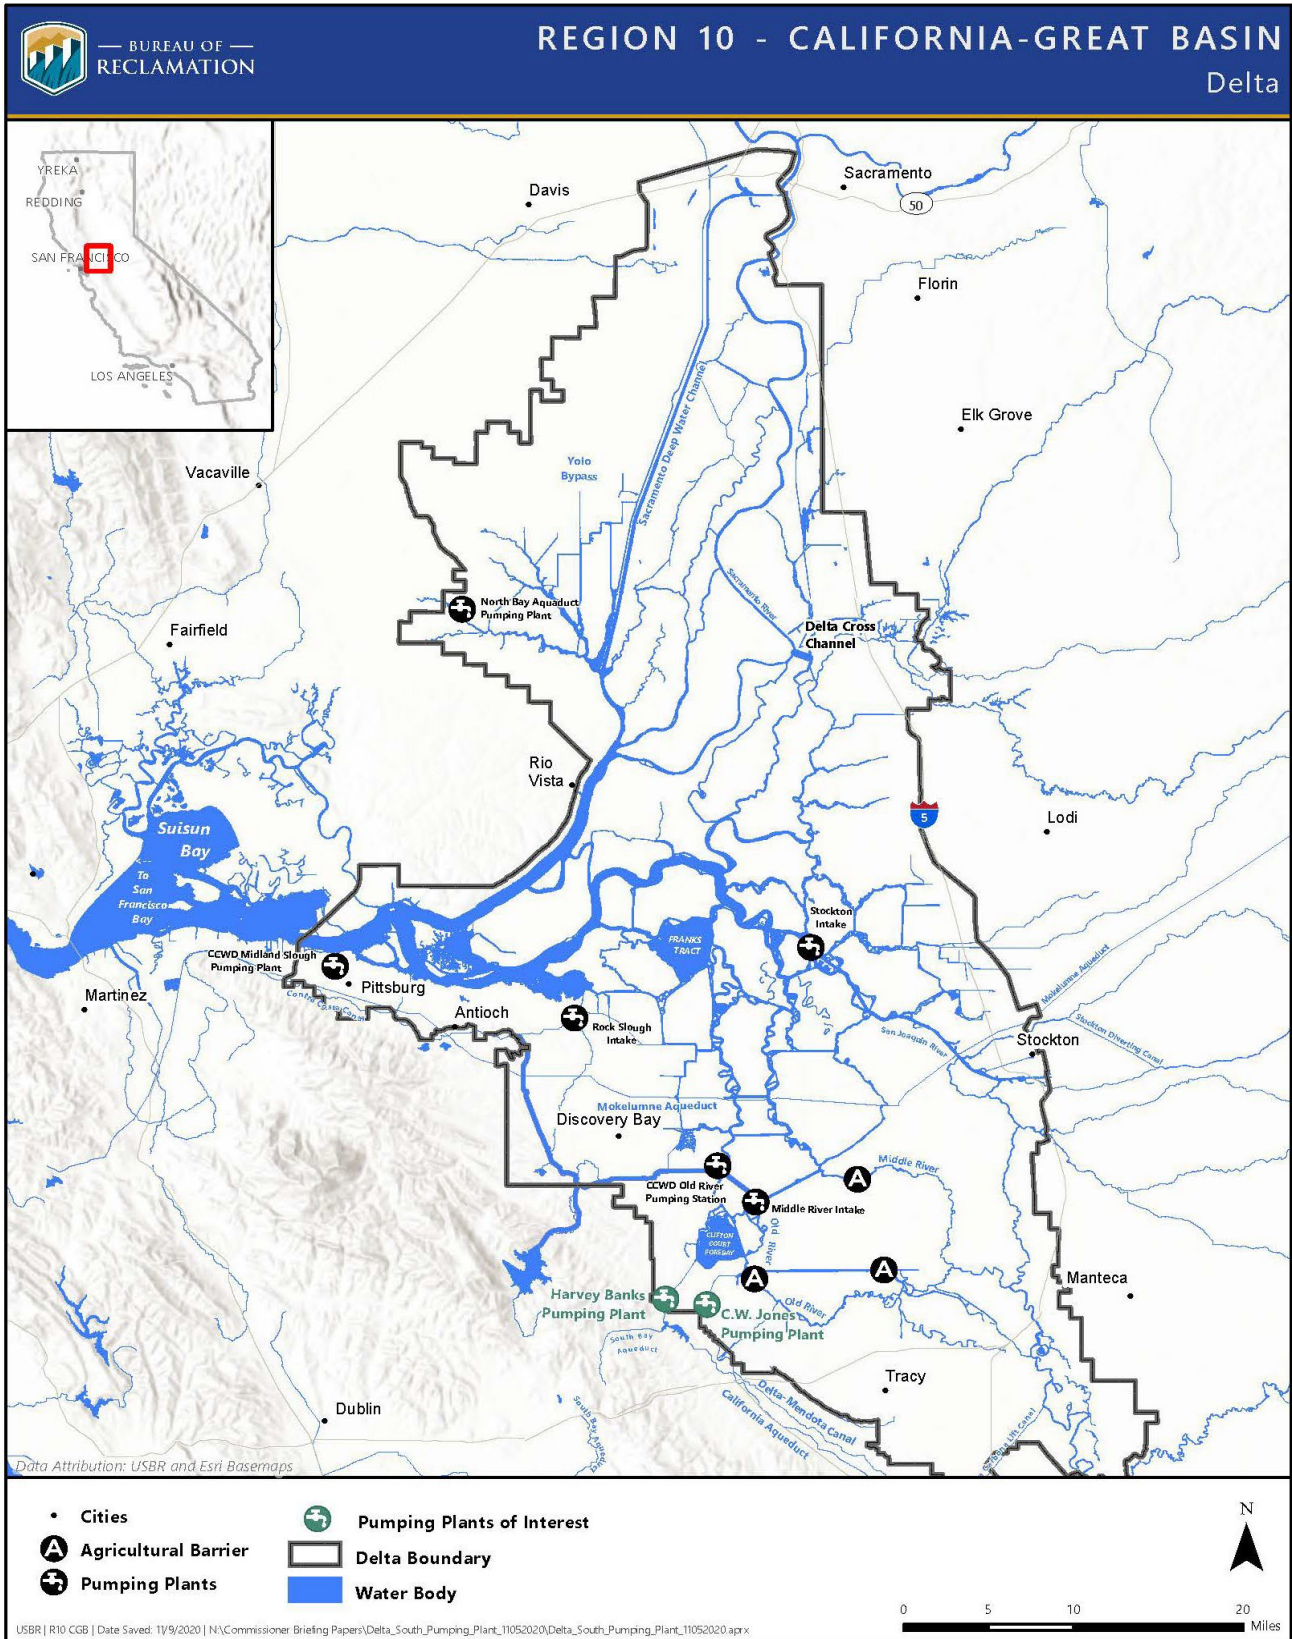 BUREAU OF
RECLAMATION
REGION 10 - CALIFORNIA-GREAT BASIN
Delta
YREKA
REDDING
SAN FRANCISCO
LOS ANGELES
Davis
Sacramento
50
Florin
Elk Grove
Vacaville
Yolo
Bypass
Sacramento Deep Water Channel
Sacramento River
North Bay Aquaduct
Pumping Plant
Delta Cross
Channel
Fairfield
Rio
Vista
5
Lodi
Suisun
Bay
To
San
Francisco
Bay
Stockton
Intake
FRANKS
TRACT
CCWD Midland Slough
Pumping Plant
Pittsburg
Martinez
Contra Costa Canal
Antioch
Rock Slough
Intake
Mokelumne Aqueduct
San Joaquin River
Stockton
Stockton Diverting Canal
Mokelumne Aqueduct
Discovery Bay
Middle River
A
CCWD Old River
Pumping Station
Middle River Intake
CLIFTON
COURT
FOREBAY
Old River
A
A
Manteca
Harvey Banks
Pumping Plant
C.W. Jones
Pumping Plant
Old River
South Bay
Aqueduct
Tracy
Delta-Mendota Canal
California Aqueduct
South Bay Aqueduct
Dublin
Data Attribution: USBR and Esri Basemaps
Cities
A Agricultural Barrier
Pumping Plants
Pumping Plants of Interest
Delta Boundary
Water Body
N
0 5 10 20
Miles
USBR | R10 CGB | Date Saved: 11/9/2020 | N:\Commissioner Briefing Papers\Delta_South_Pumping_Plant_11052020\Delta_South_Pumping_Plant_11052020.aprx